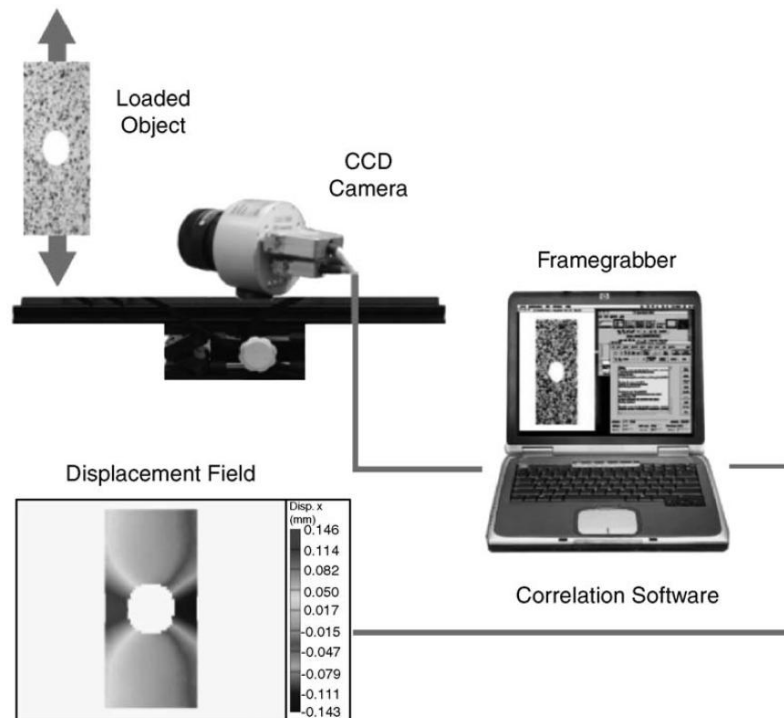 Loaded
Object
CCD
Camera
Framegrabber
Displacement Field
Disp. x
(mm)
0.146
0.114
0.082
0.050
0.017
-0.015
-0.047
-0.079
-0.111
-0.143
Correlation Software